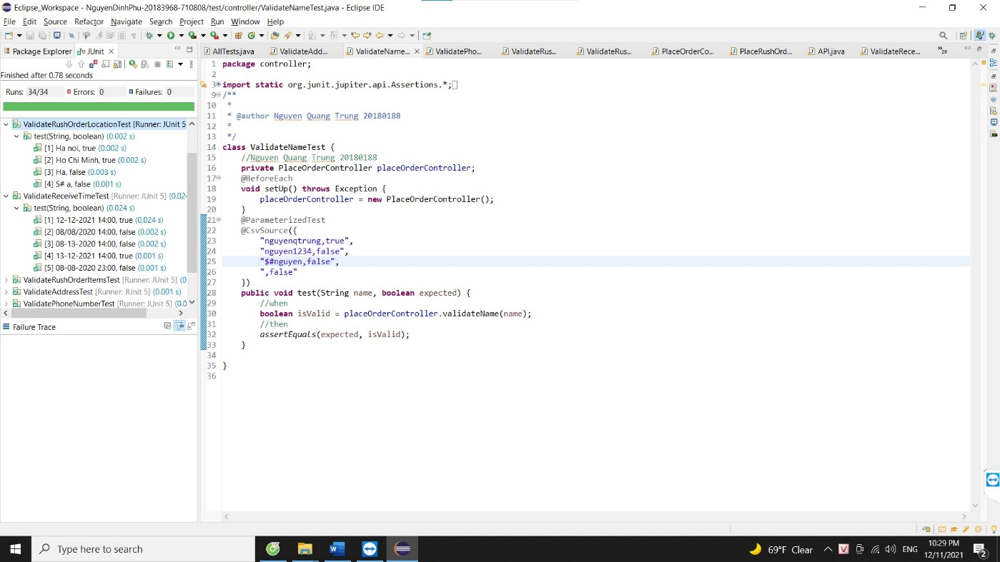 Eclipse_Workspace - NguyenDinhPhu-20183968-710808/test/controller/ValidateNameTest.java - Eclipse IDE
File Edit Source Refactor Navigate Search Project Run Window Help
Package Explorer JUnit
AllTests.java ValidateAdd... ValidateName... ValidatePho... ValidateRus... ValidateRus... PlaceOrderCo... PlaceRushOrd... API.java ValidateRece... 26
Finished after 0.78 seconds
Runs: 34/34 Errors: 0 Failures: 0
ValidateRushOrderLocationTest [Runner: JUnit 5
test(String, boolean) (0.002 s)
[1] Ha noi, true (0.002 s)
[2] Ho Chi Minh, true (0.002 s)
[3] Ha, false (0.003 s)
[4] S# a, false (0.001 s)
ValidateReceiveTimeTest [Runner: JUnit 5] (0.02
test(String, boolean) (0.024 s)
[1] 12-12-2021 14:00, true (0.024 s)
[2] 08/08/2020 14:00, false (0.002 s)
[3] 08-13-2020 14:00, false (0.002 s)
[4] 13-12-2021 14:00, true (0.001 s)
[5] 08-08-2020 23:00, false (0.001 s)
ValidateRushOrderItemsTest [Runner: JUnit 5] (0
ValidateAddressTest [Runner: JUnit 5] (0.001 s)
ValidatePhoneNumberTest [Runner: JUnit 5] (0.0
Failure Trace
1 package controller;
2
3 import static org.junit.jupiter.api.Assertions.*;
9 /**
10 *
11 * @author Nguyen Quang Trung 20180188
12 *
13 */
14 class ValidateNameTest {
15 //Nguyen Quang Trung 20180188
16 private PlaceOrderController placeOrderController;
17 @BeforeEach
18 void setUp() throws Exception {
19 placeOrderController = new PlaceOrderController();
20 }
21 @ParameterizedTest
22 @CsvSource({
23 "nguyenqtrung,true",
24 "nguyen1234,false",
25 "$#nguyen,false",
26 ",false"
27 })
28 public void test(String name, boolean expected) {
29 //when
30 boolean isValid = placeOrderController.validateName(name);
31 //then
32 assertEquals(expected, isValid);
33 }
34
35 }
36
Type here to search
69°F Clear
ENG
10:29 PM
12/11/2021
2